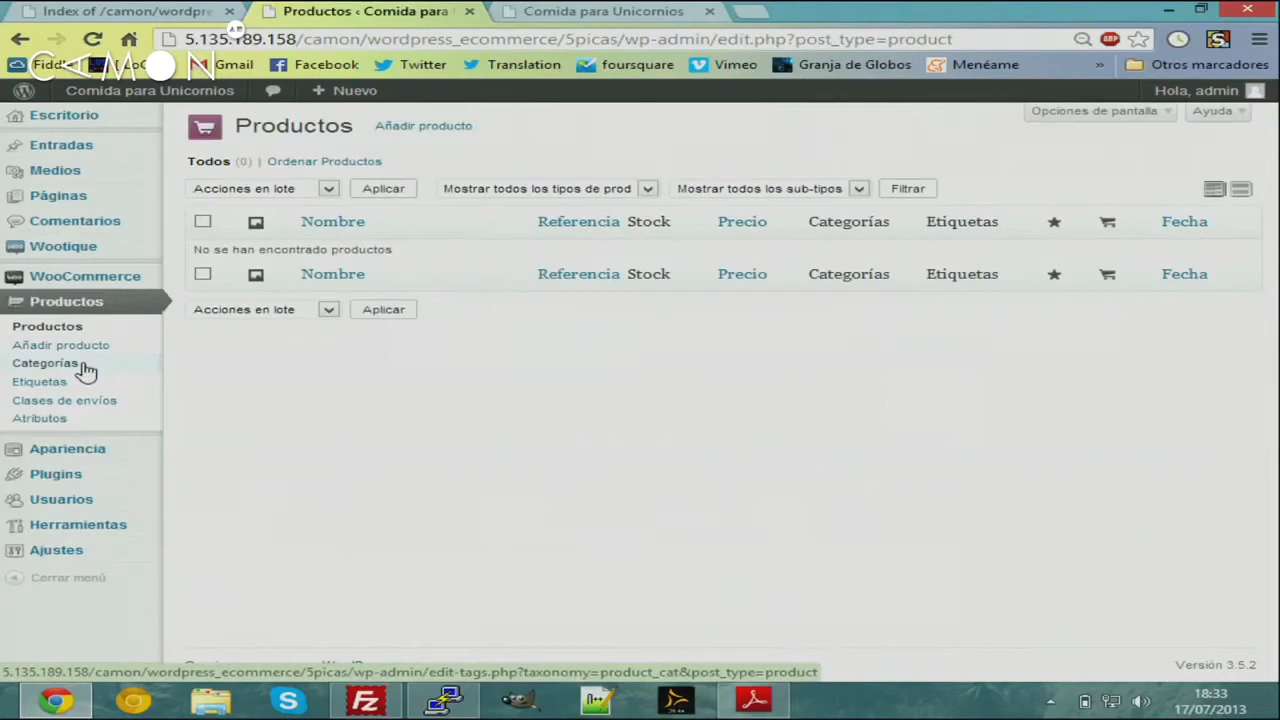 Index of /camon/wordpre
Productos ‹ Comida para
Comida para Unicornios
5.135.189.158/camon/wordpress_ecommerce/5picas/wp-admin/edit.php?post_type=product
CAMON
Gmail
Facebook
Twitter
Translation
foursquare
Vimeo
Granja de Globos
Menéame
»
Otros marcadores
Comida para Unicornios
+ Nuevo
Hola, admin
Escritorio
Entradas
Medios
Páginas
Comentarios
Wootique
WooCommerce
Productos
Productos
Añadir producto
Categorías
Etiquetas
Clases de envíos
Atributos
Apariencia
Plugins
Usuarios
Herramientas
Ajustes
Cerrar menú
Productos Añadir producto
Opciones de pantalla Ayuda
Todos (0) | Ordenar Productos
Acciones en lote Aplicar Mostrar todos los tipos de prod Mostrar todos los sub-tipos Filtrar
Nombre Referencia Stock Precio Categorías Etiquetas Fecha
No se han encontrado productos
Nombre Referencia Stock Precio Categorías Etiquetas Fecha
Acciones en lote Aplicar
Versión 3.5.2
5.135.189.158/camon/wordpress_ecommerce/5picas/wp-admin/edit-tags.php?taxonomy=product_cat&post_type=product
18:33
17/07/2013